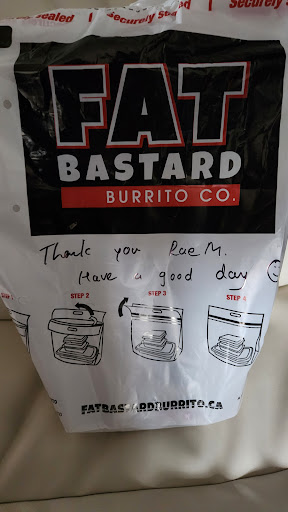 Securely Sealed
FAT
BASTARD
BURRITO CO.
Thank you Rae M.
Have a good day
STEP 2
STEP 3
STEP
FATBASTARDBURRITO.CA